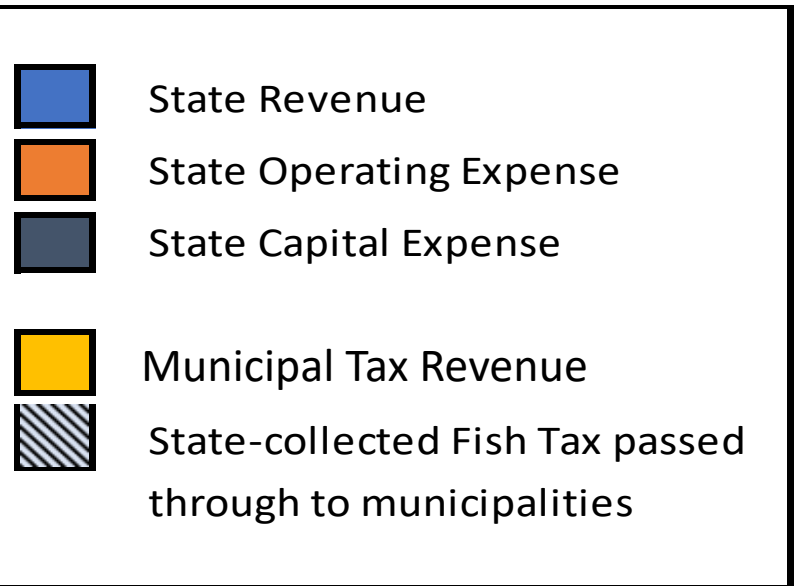 State Revenue
State Operating Expense
State Capital Expense
Municipal Tax Revenue
State-collected Fish Tax passed
through to municipalities